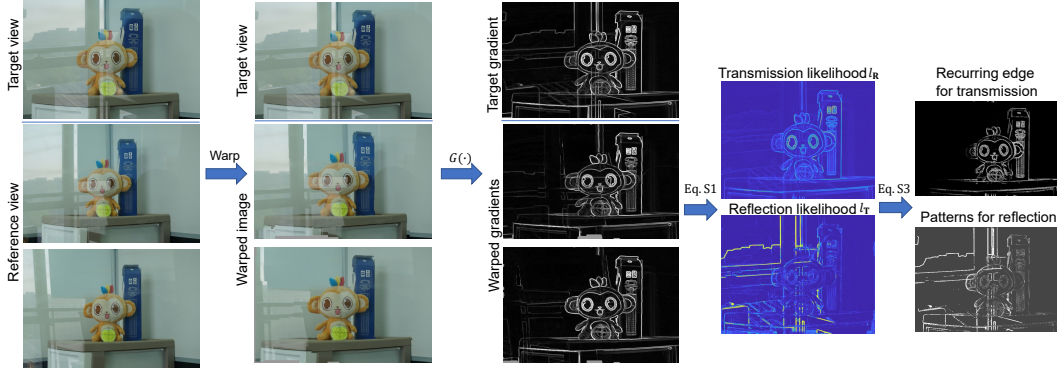 Target view
Reference view
Warp
Target view
Warped image
G(·)
Target gradient
Warped gradients
Eq. S1
Transmission likelihood l_R
Reflection likelihood l_T
Eq. S3
Recurring edge
for transmission
Patterns for reflection